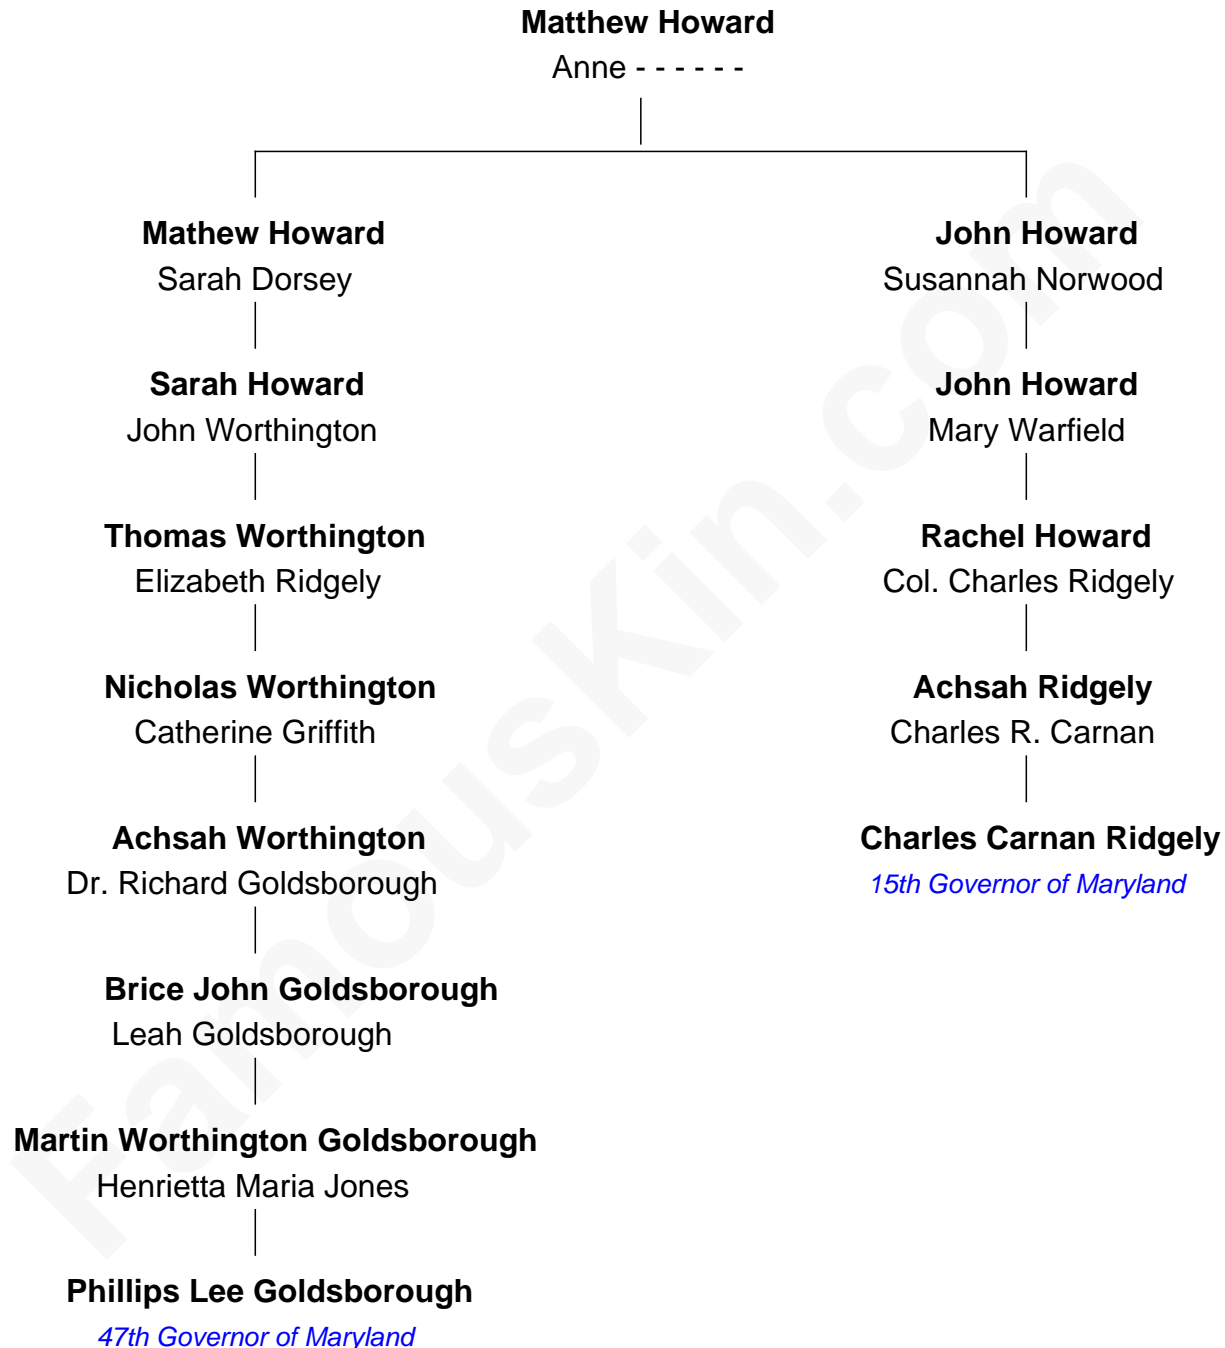 Matthew Howard
Anne - - - - - -
Mathew Howard
Sarah Dorsey
John Howard
Susannah Norwood
Sarah Howard
John Worthington
John Howard
Mary Warfield
Thomas Worthington
Elizabeth Ridgely
Rachel Howard
Col. Charles Ridgely
Nicholas Worthington
Catherine Griffith
Achsah Ridgely
Charles R. Carnan
Achsah Worthington
Dr. Richard Goldsborough
Charles Carnan Ridgely
15th Governor of Maryland
Brice John Goldsborough
Leah Goldsborough
Martin Worthington Goldsborough
Henrietta Maria Jones
Phillips Lee Goldsborough
47th Governor of Maryland
FamousKin.com